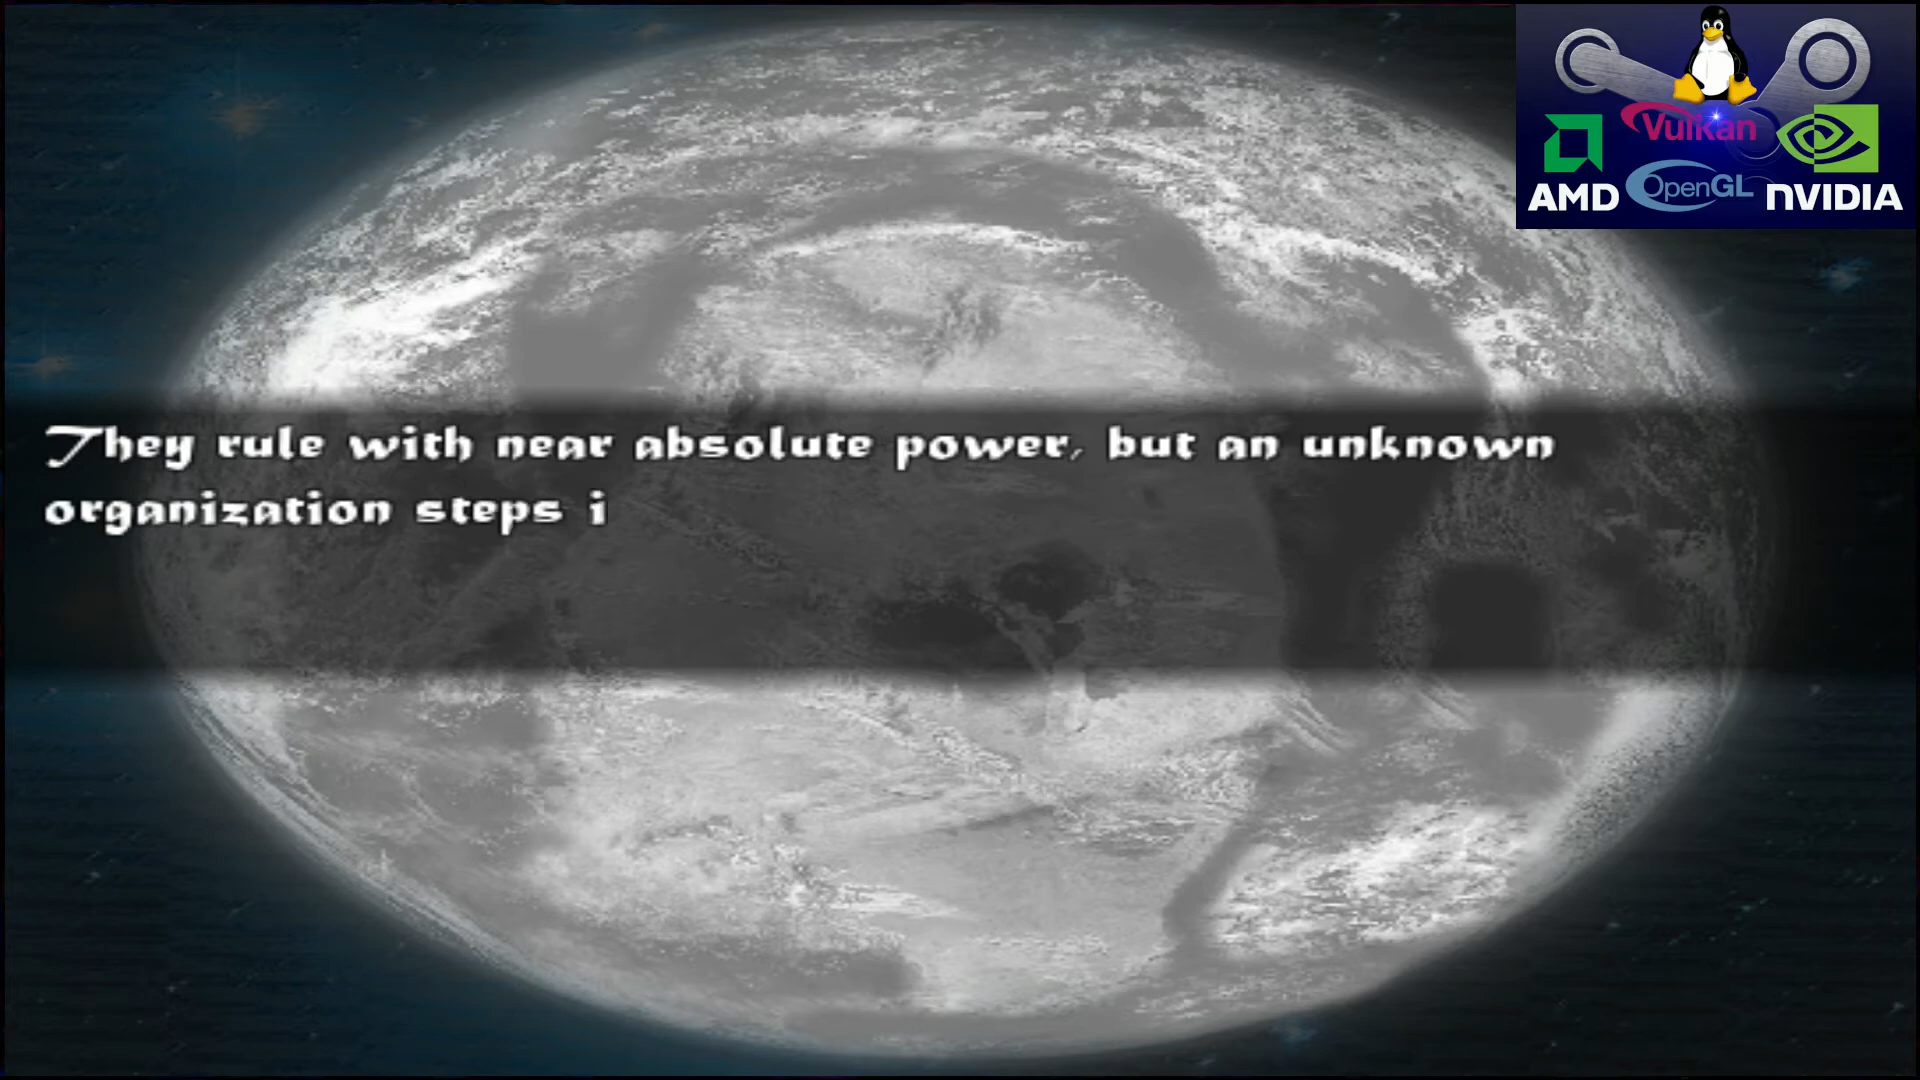 Vulkan
AMD
OpenGL
nVIDIA
They rule with near absolute power, but an unknown
organization steps i